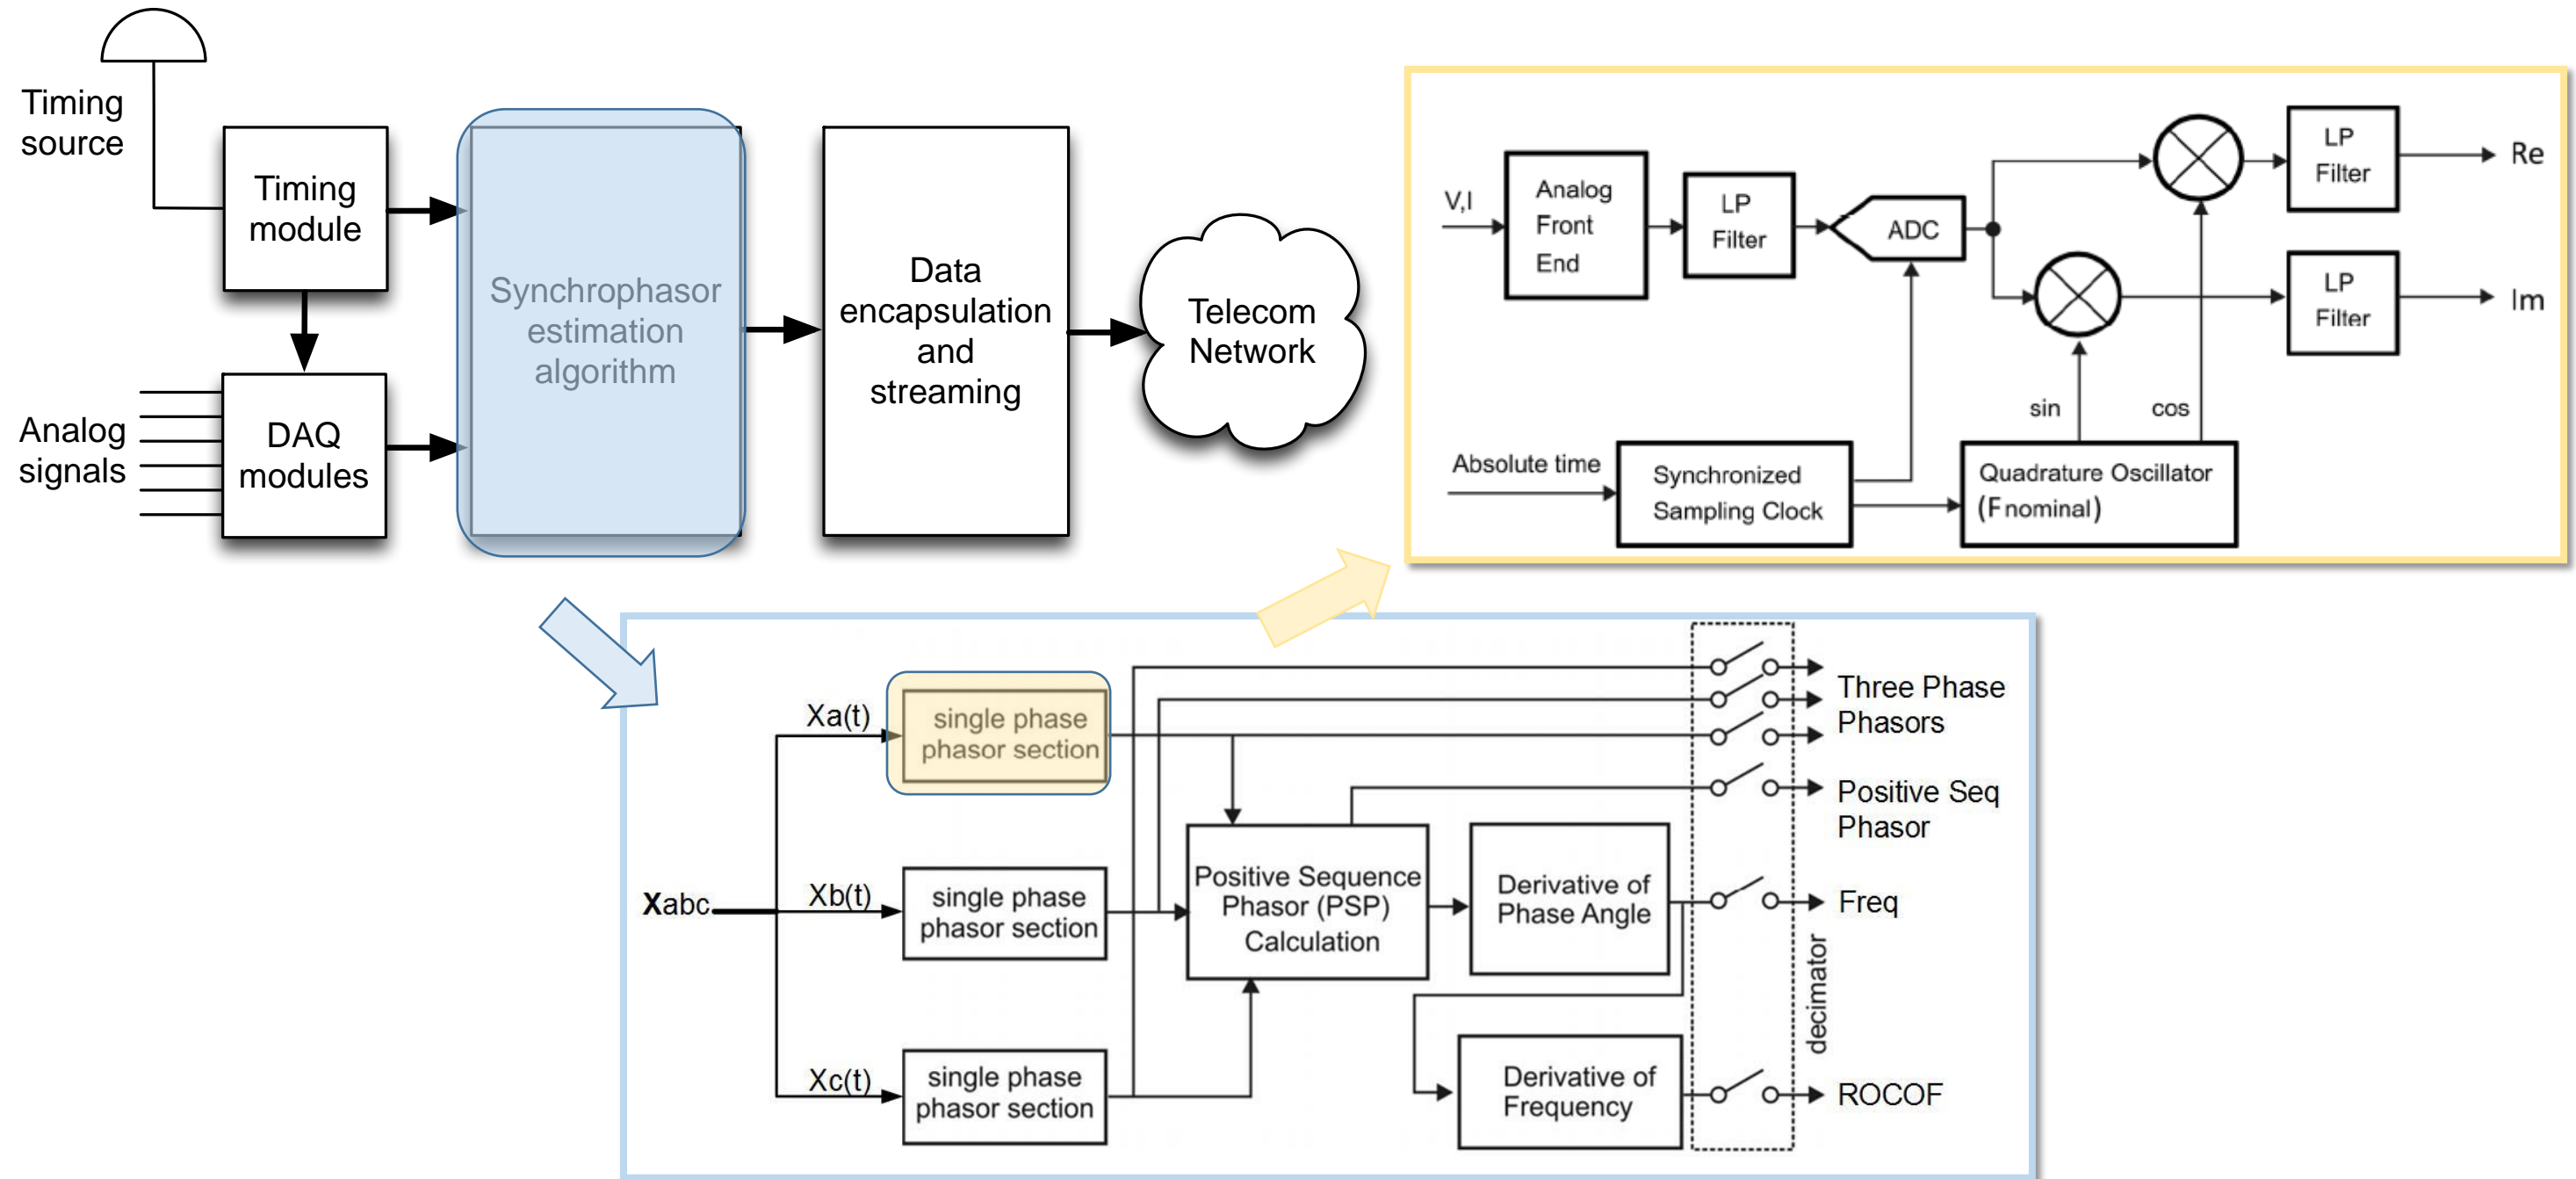 Timing
source
Timing
module
Analog
signals
DAQ
modules
Synchrophasor
estimation
algorithm
Data
encapsulation
and
streaming
Telecom
Network
V,I
Analog
Front
End
LP
Filter
ADC
LP
Filter
Re
LP
Filter
Im
sin
cos
Absolute time
Synchronized
Sampling Clock
Quadrature Oscillator
(Fnominal)
Xabc
Xa(t)
single phase
phasor section
Xb(t)
single phase
phasor section
Xc(t)
single phase
phasor section
Positive Sequence
Phasor (PSP)
Calculation
Derivative of
Phase Angle
Derivative of
Frequency
decimator
Three Phase
Phasors
Positive Seq
Phasor
Freq
ROCOF